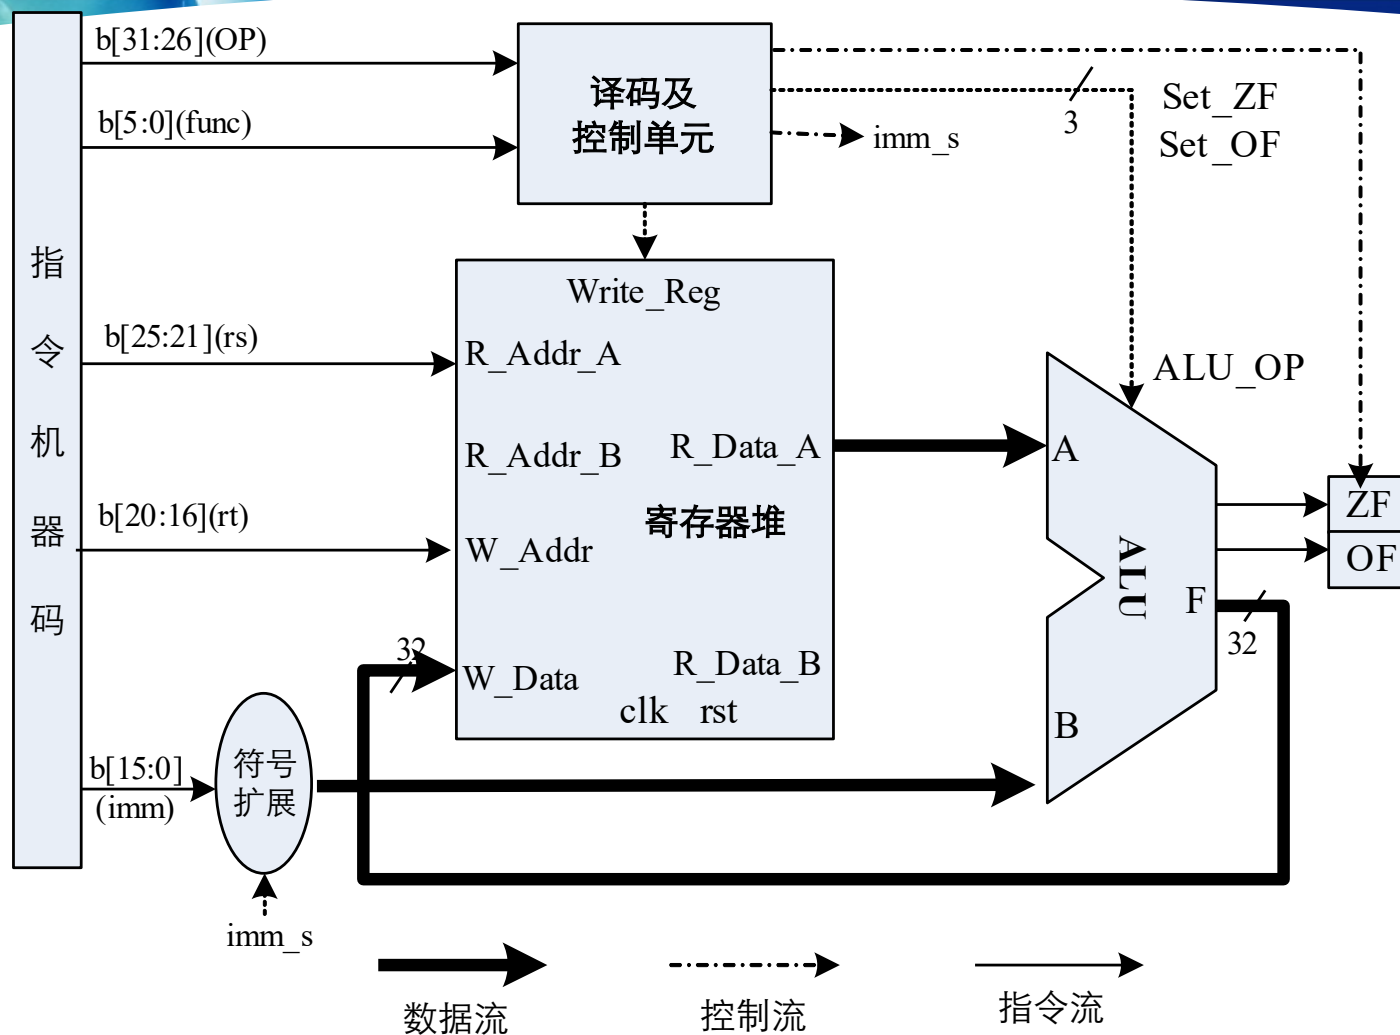 b[31:26](OP)
b[5:0](func)
译码及
控制单元
3
Set_ZF
Set_OF
imm_s
指
令
机
器
码
Write_Reg
b[25:21](rs)
R_Addr_A
ALU_OP
R_Addr_B
R_Data_A
A
b[20:16](rt)
寄存器堆
ZF
W_Addr
OF
ALU
F
32
32
W_Data
R_Data_B
clk rst
B
b[15:0]
(imm)
符号
扩展
imm_s
数据流
控制流
指令流